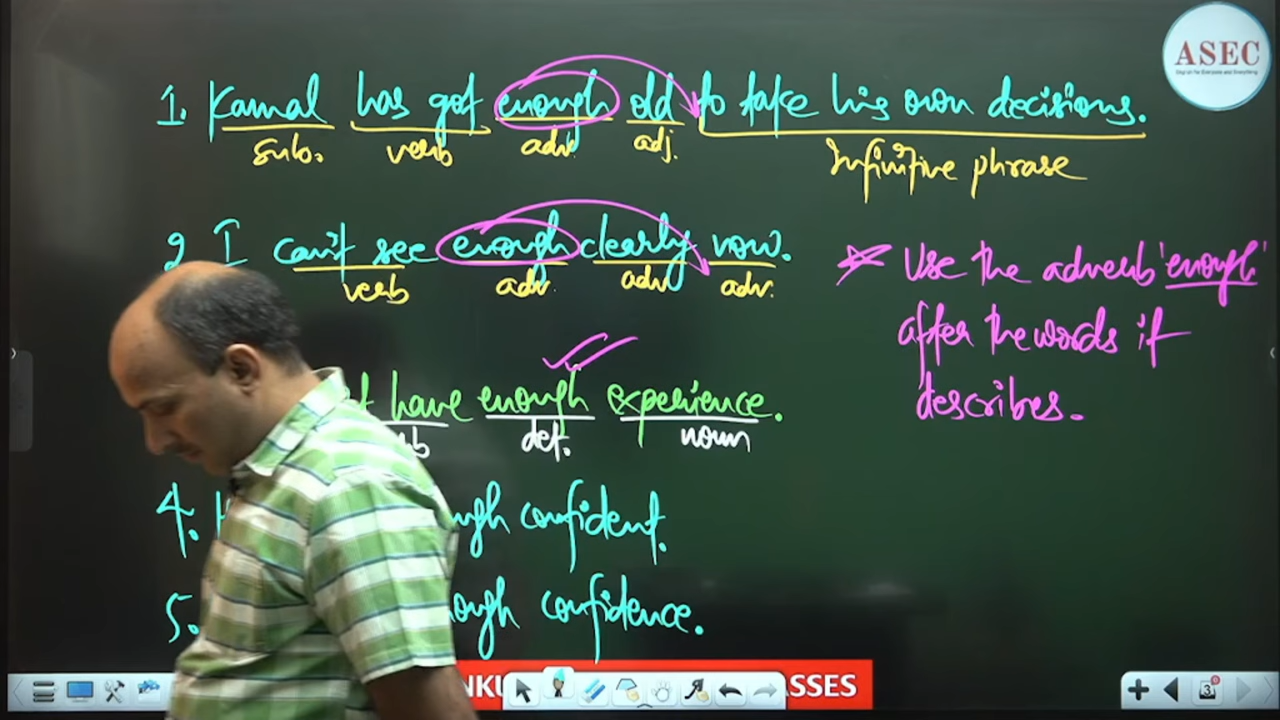 ASEC
1. Kamal has got enough old to take his own decisions.
sub. verb adv. adj. Infinitive phrase
2 I can't see enough clearly now.
verb adv. adv adv.
Use the adverb 'enough'
after the words it
describes.
have enough experience.
det. noun
4. confident.
5. confidence.